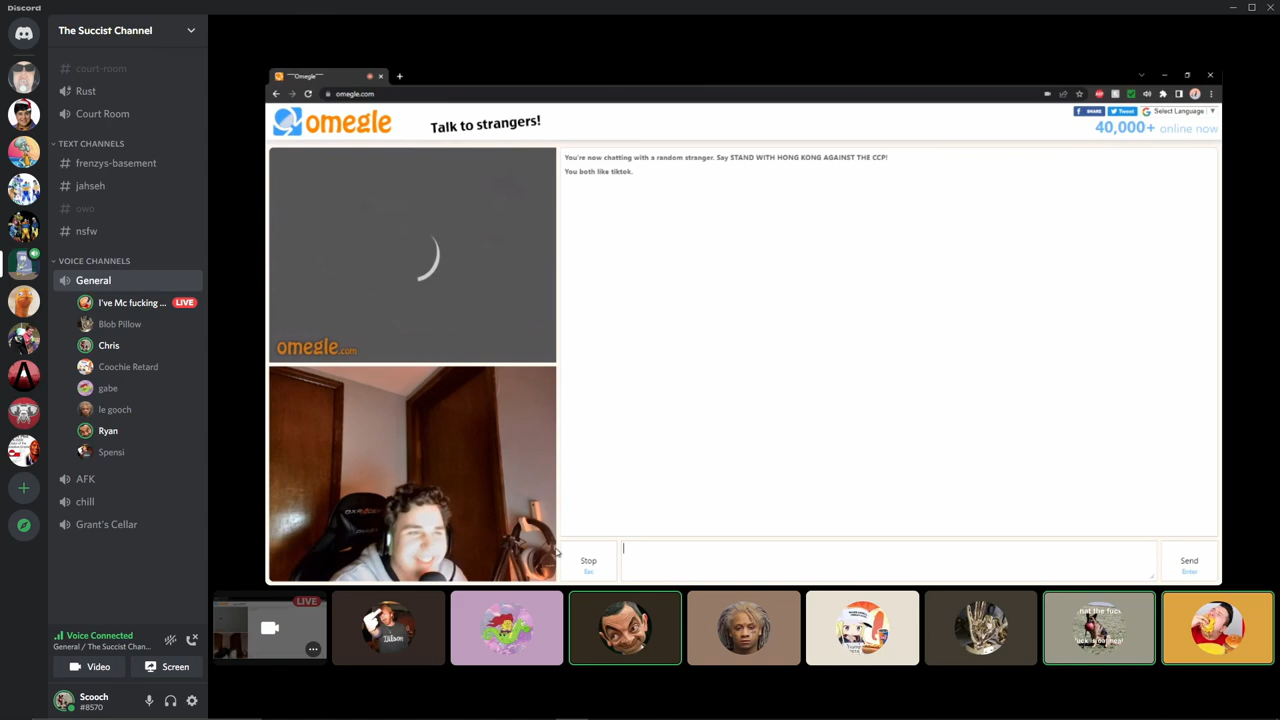 Discord
The Succist Channel
court-room
Rust
Court Room
TEXT CHANNELS
frenzys-basement
jahseh
owo
nsfw
VOICE CHANNELS
General
I've Mc fucking ... LIVE
Blob Pillow
Chris
Coochie Retard
gabe
le gooch
Ryan
Spensi
AFK
chill
Grant's Cellar
Voice Connected
General / The Succist Chan...
Video
Screen
Scooch
#8570
omegle.com
omegle
Talk to strangers!
SHARE
Tweet
Select Language
40,000+ online now
You're now chatting with a random stranger. Say STAND WITH HONG KONG AGAINST THE CCP!
You both like tiktok.
omegle.com
Stop
Esc
Send
Enter
LIVE